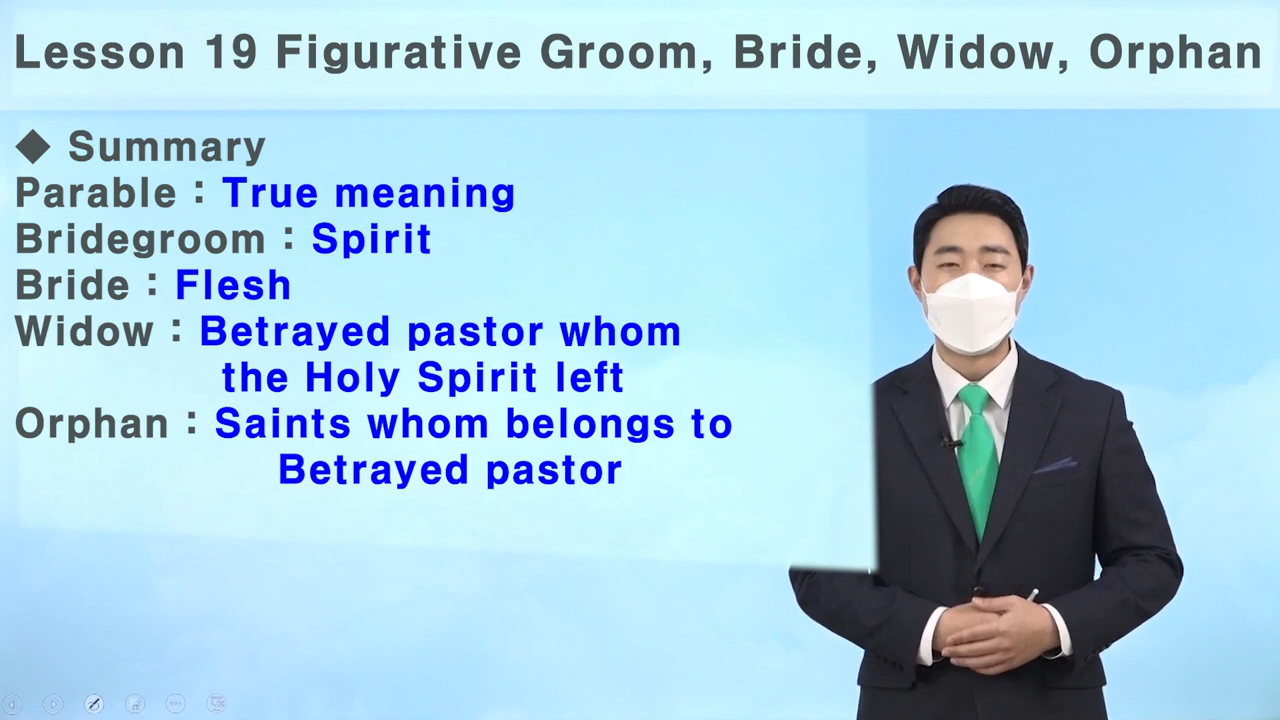 Lesson 19 Figurative Groom, Bride, Widow, Orphan
◆ Summary
Parable : True meaning
Bridegroom : Spirit
Bride : Flesh
Widow : Betrayed pastor whom
the Holy Spirit left
Orphan : Saints whom belongs to
Betrayed pastor